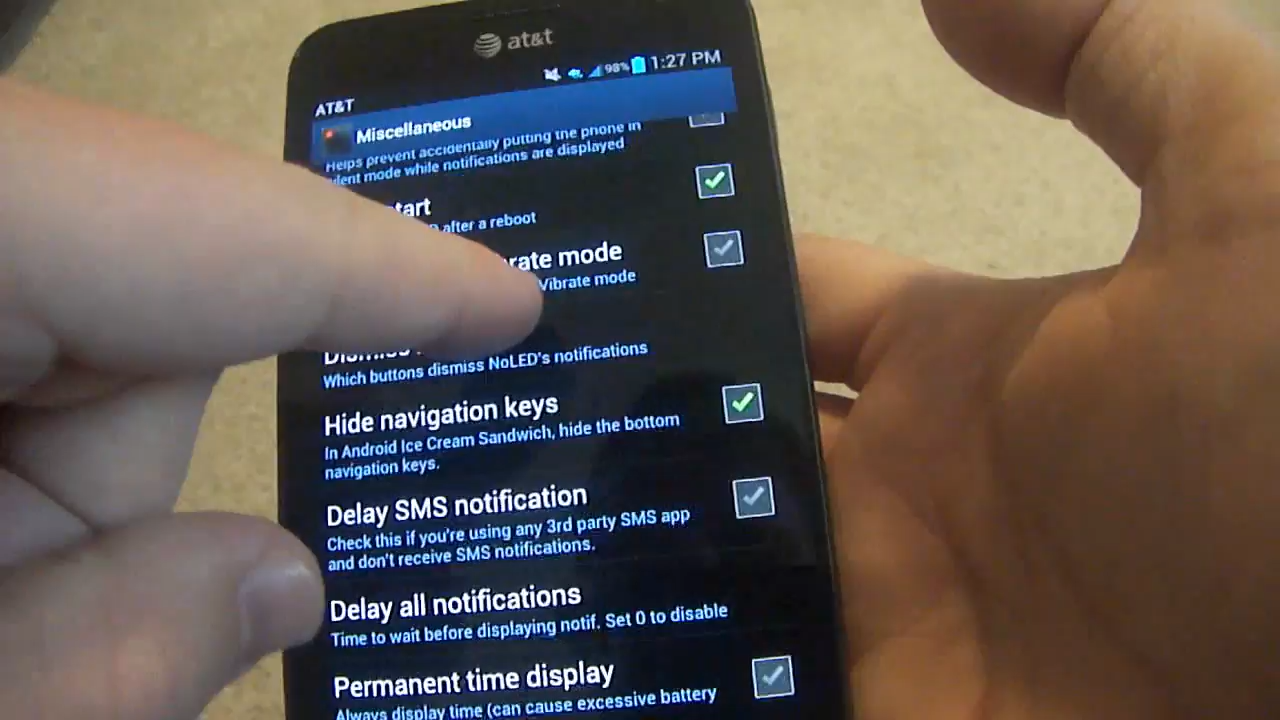 at&t
98% 1:27 PM
AT&T
Miscellaneous
Helps prevent accidentally putting the phone in
silent mode while notifications are displayed
after a reboot
mode
Vibrate mode
Which buttons dismiss NoLED's notifications
Hide navigation keys
In Android Ice Cream Sandwich, hide the bottom
navigation keys.
Delay SMS notification
Check this if you're using any 3rd party SMS app
and don't receive SMS notifications.
Delay all notifications
Time to wait before displaying notif. Set 0 to disable
Permanent time display
Always display time (can cause excessive battery